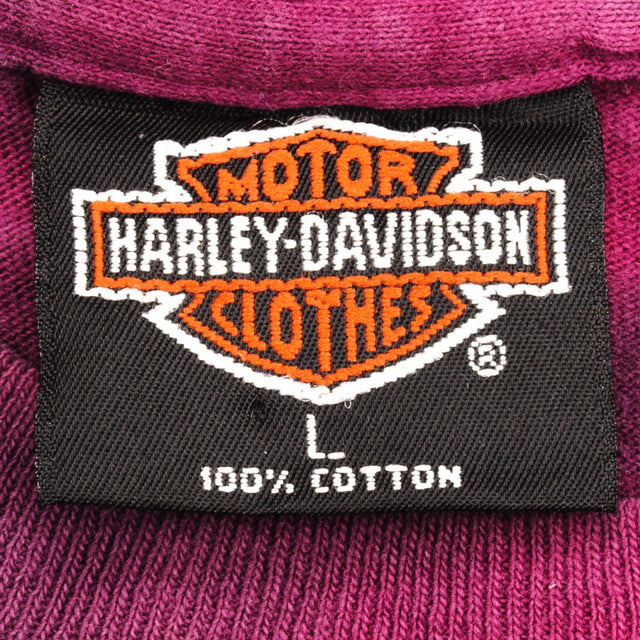 MOTOR
HARLEY-DAVIDSON
CLOTHES
®
L
100% COTTON